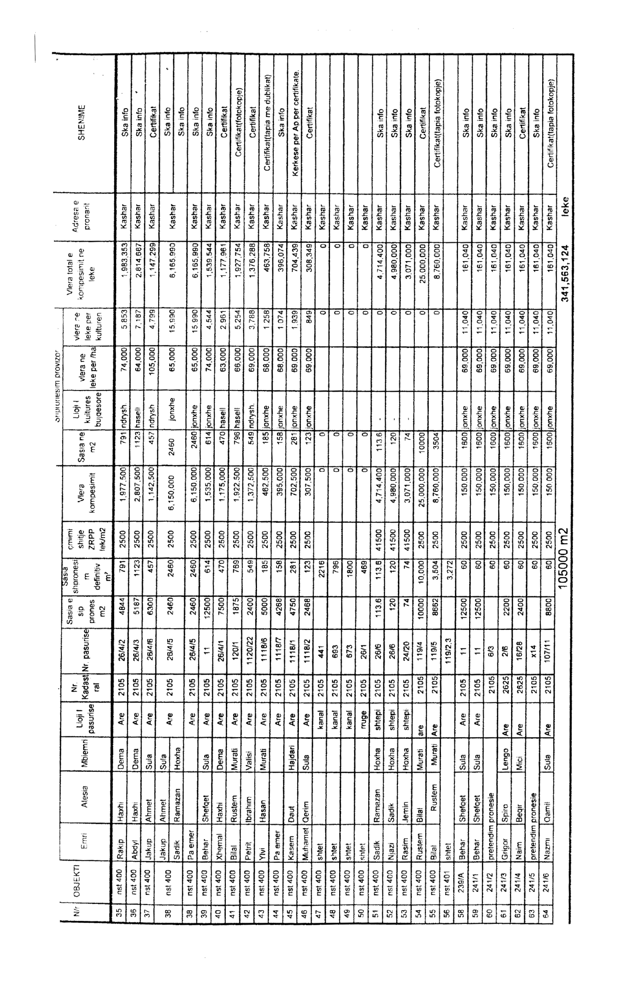 shpronesim provizor
N/r OBJEKTI Emri Atesia Mbiemri Lloji I pasurise Nr. Kadastral Nr. pasurise Sasia e sip prones m2 Sasia shpronesim definitiv m² çmimi shitje ZRPP lek/m2 Vlera kompesimit Sasia ne m2 Lloji I kultures bujqesore vlera ne leke per /ha vlera ne leke per kulturen Vlera total e kompesimit ne leke Adresa e pronarit SHENIME
35 nst 400 Rakip Haxhi Dema Are 2105 26/4/2 4844 791 2500 1,977,500 791 ndrysh. 74,000 5.853 1,983,353 Kashar Ska info
36 nst 400 Abdyl Haxhi Dema Are 2105 26/4/3 5187 1123 2500 2,807,500 1123 hasell 64,000 7,187 2,814,687 Kashar Ska info
37 nst 400 Jakup Ahmet Sula Are 2105 26/4/6 6300 457 2500 1,142,500 457 ndrysh 105,000 4,799 1,147,299 Kashar Certifikat
38 nst 400 Jakup Ahmet Sula Are 2105 26/4/5 2460 2460 2500 6,150,000 2460 jonxhe 65,000 15,990 6,165,990 Kashar Ska info
Sadik Ramazan Hoxha Ska info
38 nst 400 Pa emer Are 2105 26/4/5 2460 2460 2500 6,150,000 2460 jonxhe 65,000 15,990 6,165,990 Kashar Ska info
39 nst 400 Behar Shefqet Sula Are 2105 11 12500 614 2500 1,535,000 614 jonxhe 74,000 4,544 1,539,544 Kashar Ska info
40 nst 400 Xhemal Haxhi Dema Are 2105 26/4/1 7500 470 2500 1,175,000 470 hasell 63,000 2,961 1,177,961 Kashar Certifikat
41 nst 400 Bilal Rustem Murati Are 2105 120/1 1875 769 2500 1,922,500 796 hasell 66,000 5,254 1,927,754 Kashar Certifikat(fotokopje)
42 nst 400 Petrit Ibrahim Valisi Are 2105 1120/22 2400 549 2500 1,372,500 549 ndrysh. 69,000 3,788 1,376,288 Kashar Certifikat
43 nst 400 Ylvi Hasan Murati Are 2105 1118/6 5000 185 2500 462,500 185 jonxhe 68,000 1,258 463,758 Kashar Certifikat(tapia me dublikat)
44 nst 400 Pa emer Are 2105 1118/7 4268 158 2500 395,000 158 jonxhe 68,000 1.074 396,074 Kashar Ska info
45 nst 400 Kasem Daut Hajdari Are 2105 1118/1 4750 281 2500 702,500 281 jonxhe 69,000 1.939 704,439 Kashar Kerkese per Ap per certifikate.
46 nst 400 Muhamet Qerim Sula Are 2105 1118/2 2468 123 2500 307,500 123 jonxhe 69,000 849 308,349 Kashar Certifikat
47 nst 400 shtet kanal 2105 441 2216 0 0 0 0 Kashar
48 nst 400 shtet kanal 2105 693 796 0 0 0 0 Kashar
49 nst 400 shtet kanal 2105 673 1800 0 0 0 0 Kashar
50 nst 400 shtet rruge 2105 26/1 469 0 0 0 0 Kashar
51 nst 400 Sadik Ramazan Hoxha shtepi 2105 26/6 113.6 113.6 41500 4,714,400 113.6 - 0 4,714,400 Kashar Ska info
52 nst 400 Njazi Sadik Hoxha shtepi 2105 26/6 120 120 41500 4,980,000 120 - 0 4,980,000 Kashar Ska info
53 nst 400 Rasim Jemin Hoxha shtepi 2105 24/20 74 74 41500 3,071,000 74 - 0 3,071,000 Kashar Ska info
54 nst 400 Rustem Bilal Murati are 2105 119/4 10000 10,000 2500 25,000,000 10000 0 25,000,000 Kashar Certifikat
55 nst 400 Bilal Rustem Murati Are 2105 119/5 8662 3,504 2500 8,760,000 3504 0 8,760,000 Kashar Certifikat(tapia fotokopje)
56 nst 401 shtet 119/2,3 3,272
58 239/A Behar Shefqet Sula Are 2105 11 12500 60 2500 150,000 1600 jonxhe 69,000 11,040 161,040 Kashar Ska info
59 241/1 Behar Shefqet Sula Are 2105 11 12500 60 2500 150,000 1600 jonxhe 69,000 11,040 161,040 Kashar Ska info
60 241/2 pretendim pronesie 2105 6/3 60 2500 150,000 1600 jonxhe 69,000 11,040 161,040 Kashar Ska info
61 241/3 Grigor Spiro Lengo Are 2625 2/6 2200 60 2500 150,000 1600 jonxhe 69,000 11,040 161,040 Kashar Ska info
62 241/4 Naim Beqir Mici Are 2625 16/28 2400 60 2500 150,000 1600 jonxhe 69,000 11,040 161,040 Kashar Certifikat
63 241/5 pretendim pronesie 2105 x14 60 2500 150,000 1600 jonxhe 69,000 11,040 161,040 Kashar Ska info
64 241/6 Nazmi Qamil Sula Are 2105 107/11 8800 60 2500 150,000 1600 jonxhe 69,000 11,040 161,040 Kashar Certifikat(tapia fotokopje)
105000 m2 341,563,124 leke